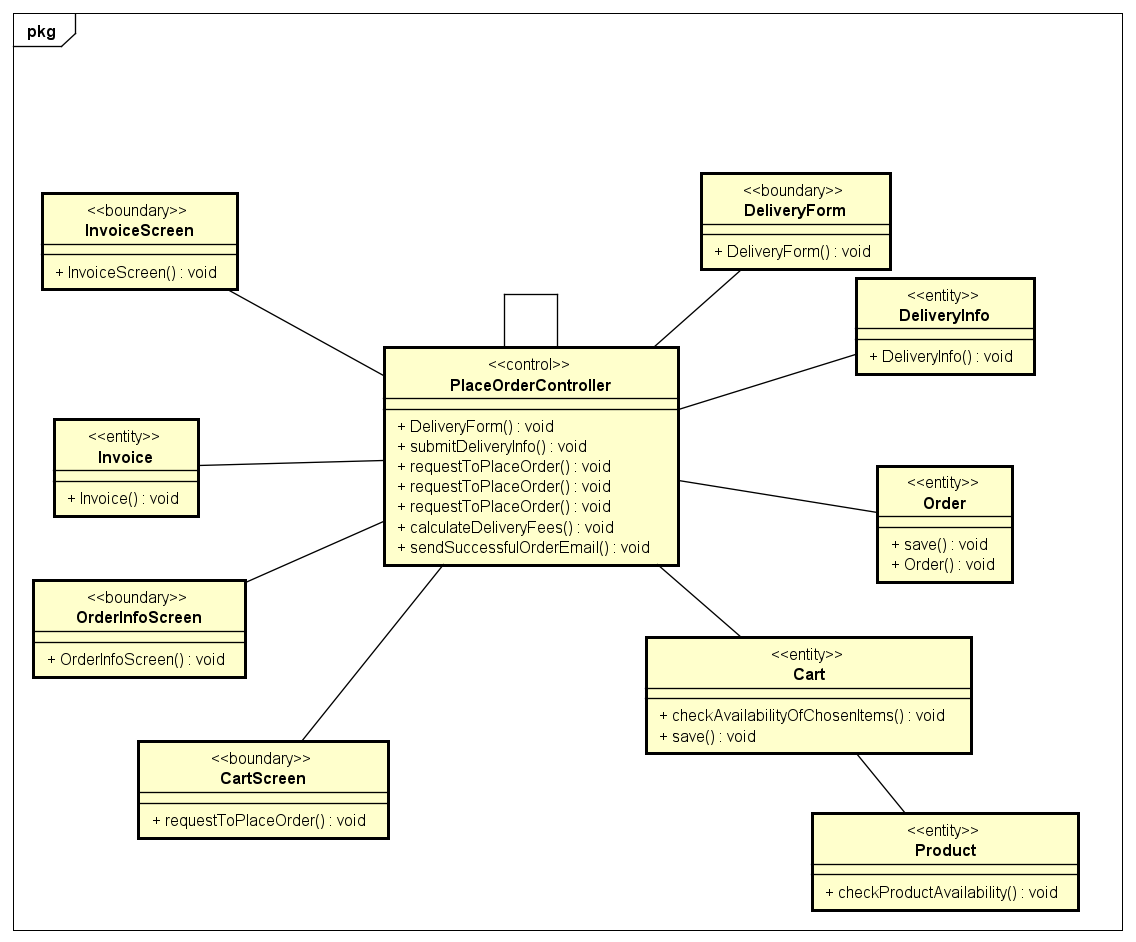 pkg
<<boundary>>
InvoiceScreen
+ InvoiceScreen() : void
<<boundary>>
DeliveryForm
+ DeliveryForm() : void
<<entity>>
DeliveryInfo
+ DeliveryInfo() : void
<<control>>
PlaceOrderController
+ DeliveryForm() : void
+ submitDeliveryInfo() : void
+ requestToPlaceOrder() : void
+ requestToPlaceOrder() : void
+ requestToPlaceOrder() : void
+ calculateDeliveryFees() : void
+ sendSuccessfulOrderEmail() : void
<<entity>>
Invoice
+ Invoice() : void
<<entity>>
Order
+ save() : void
+ Order() : void
<<boundary>>
OrderInfoScreen
+ OrderInfoScreen() : void
<<entity>>
Cart
+ checkAvailabilityOfChosenItems() : void
+ save() : void
<<boundary>>
CartScreen
+ requestToPlaceOrder() : void
<<entity>>
Product
+ checkProductAvailability() : void